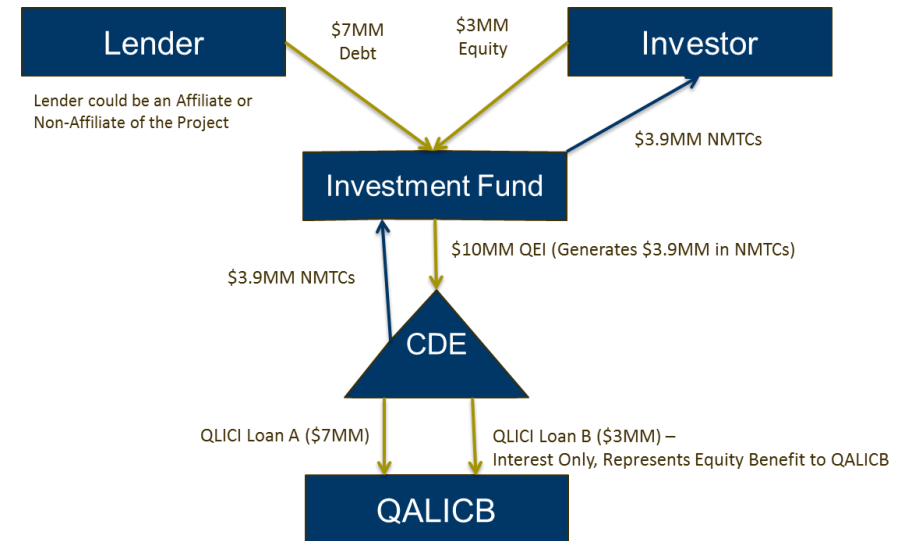 Lender
$7MM
Debt
$3MM
Equity
Investor
Lender could be an Affiliate or
Non-Affiliate of the Project
$3.9MM NMTCs
Investment Fund
$10MM QEI (Generates $3.9MM in NMTCs)
$3.9MM NMTCs
CDE
QLICI Loan A ($7MM)
QLICI Loan B ($3MM) –
Interest Only, Represents Equity Benefit to QALICB
QALICB